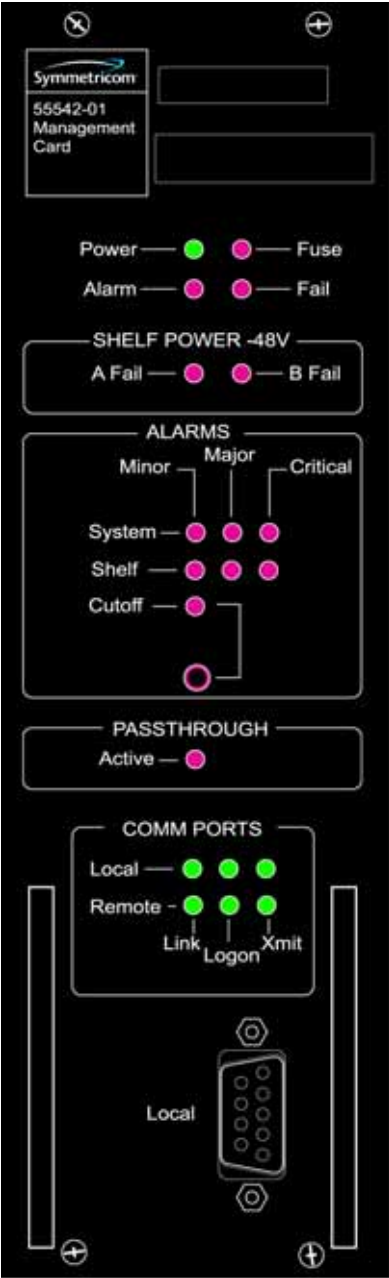 Symmetricom
55542-01
Management
Card
Power Fuse
Alarm Fail
SHELF POWER -48V
A Fail B Fail
ALARMS
Minor Major Critical
System
Shelf
Cutoff
PASSTHROUGH
Active
COMM PORTS
Local
Remote
Link Logon Xmit
Local